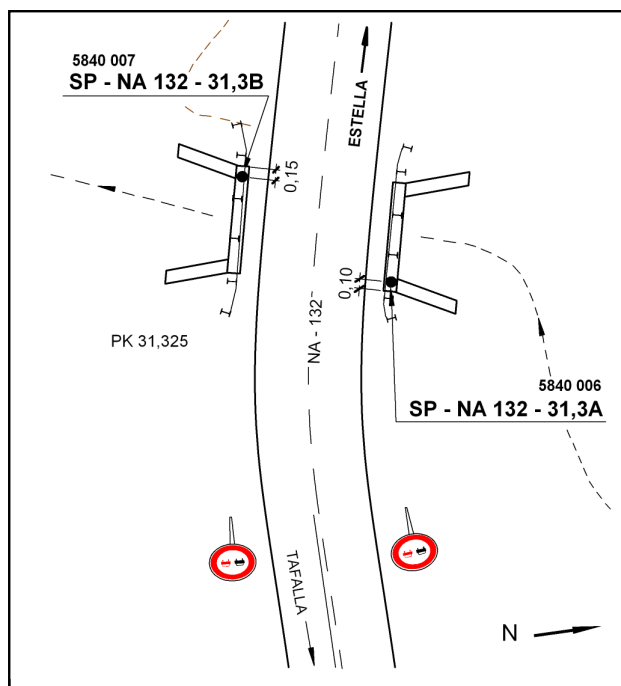 5840 007
SP - NA 132 - 31,3B
ESTELLA
0,15
0,10
NA - 132
PK 31,325
5840 006
SP - NA 132 - 31,3A
TAFALLA
N